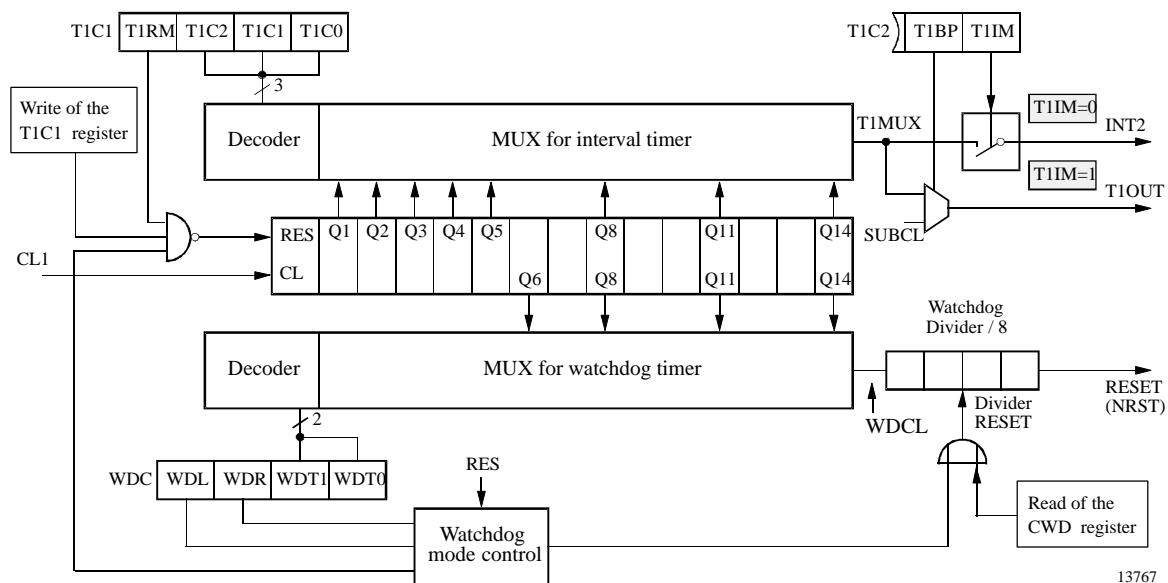 T1C1 T1RM T1C2 T1C1 T1C0
T1C2 T1BP T1IM
3
Write of the
T1C1 register
Decoder
MUX for interval timer
T1MUX
T1IM=0
INT2
T1IM=1
T1OUT
SUBCL
RES Q1 Q2 Q3 Q4 Q5 Q8 Q11 Q14
CL1
CL Q6 Q8 Q11 Q14
Watchdog
Divider / 8
Decoder
MUX for watchdog timer
RESET
(NRST)
Divider
RESET
WDCL
2
RES
WDC WDL WDR WDT1 WDT0
Read of the
CWD register
Watchdog
mode control
13767